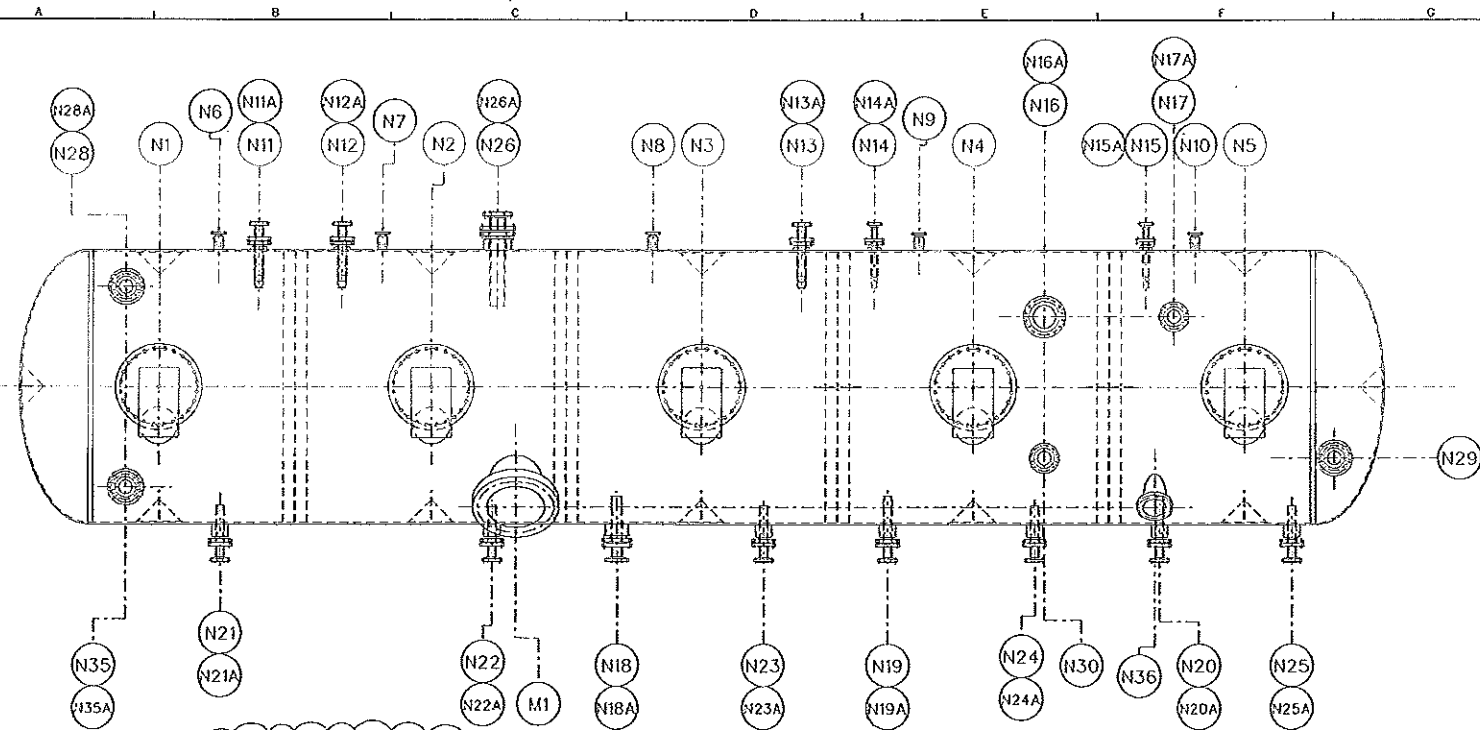 A B C D E F G
N16A N17A
N28A N6 N11A N12A N7 N26A N13A N14A N9 N16 N17
N28 N1 N11 N12 N2 N26 N8 N3 N13 N14 N4 N15A N15 N10 N5
N29
N21 N35 N22 N18 N23 N19 N24 N30 N36 N20 N25
N21A N35A N22A M1 N18A N23A N19A N24A N20A N25A